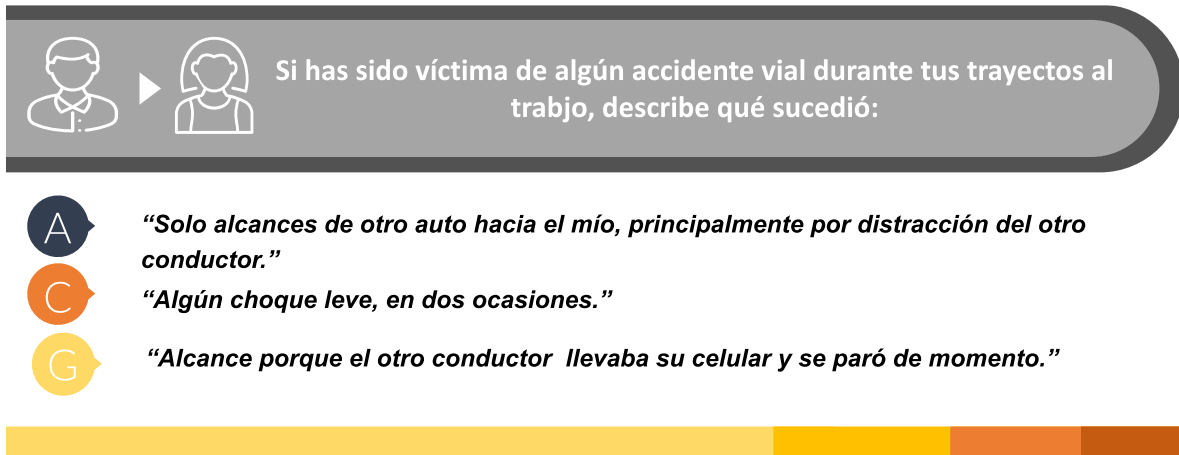 Si has sido víctima de algún accidente vial durante tus trayectos al
trabjo, describe qué sucedió:
A
“Solo alcances de otro auto hacia el mío, principalmente por distracción del otro
conductor.”
C
“Algún choque leve, en dos ocasiones.”
G
“Alcance porque el otro conductor  llevaba su celular y se paró de momento.”